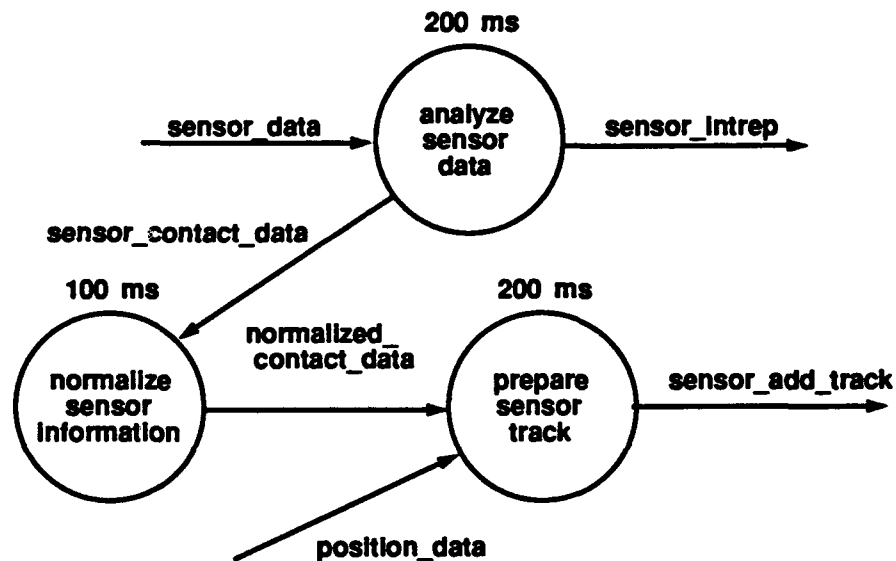 200 ms
analyze
sensor
data
sensor_data
sensor_intrep
sensor_contact_data
100 ms
normalize
sensor
information
normalized_
contact_data
200 ms
prepare
sensor
track
sensor_add_track
position_data